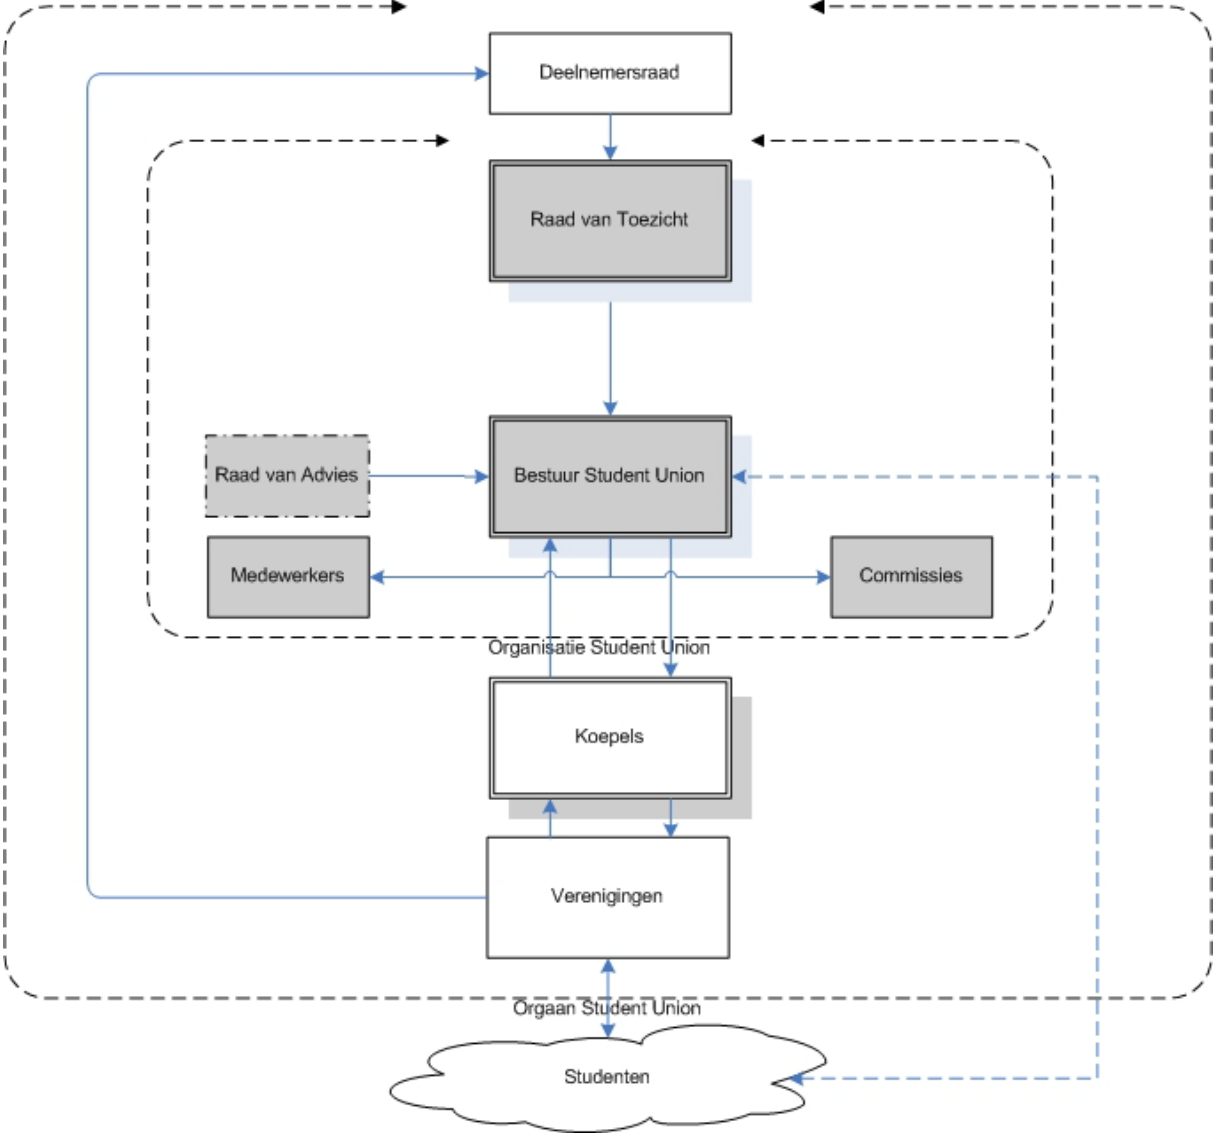 Deelnemersraad
Raad van Toezicht
Raad van Advies
Bestuur Student Union
Medewerkers
Commissies
Organisatie Student Union
Koepels
Verenigingen
Orgaan Student Union
Studenten